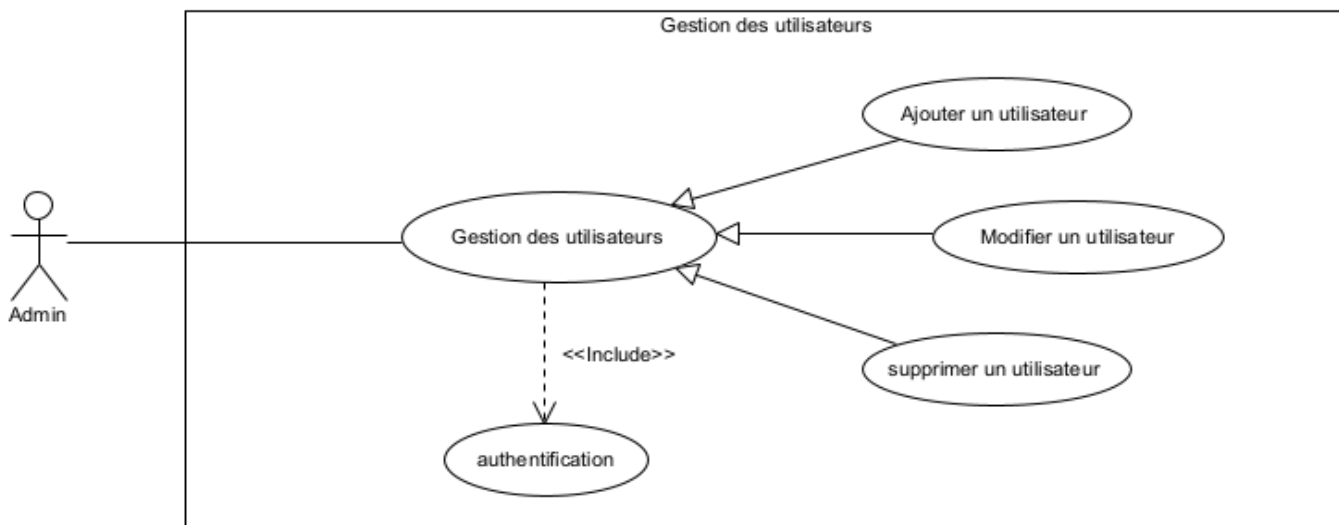 Gestion des utilisateurs
Ajouter un utilisateur
Gestion des utilisateurs
Modifier un utilisateur
Admin
<<Include>>
supprimer un utilisateur
authentification